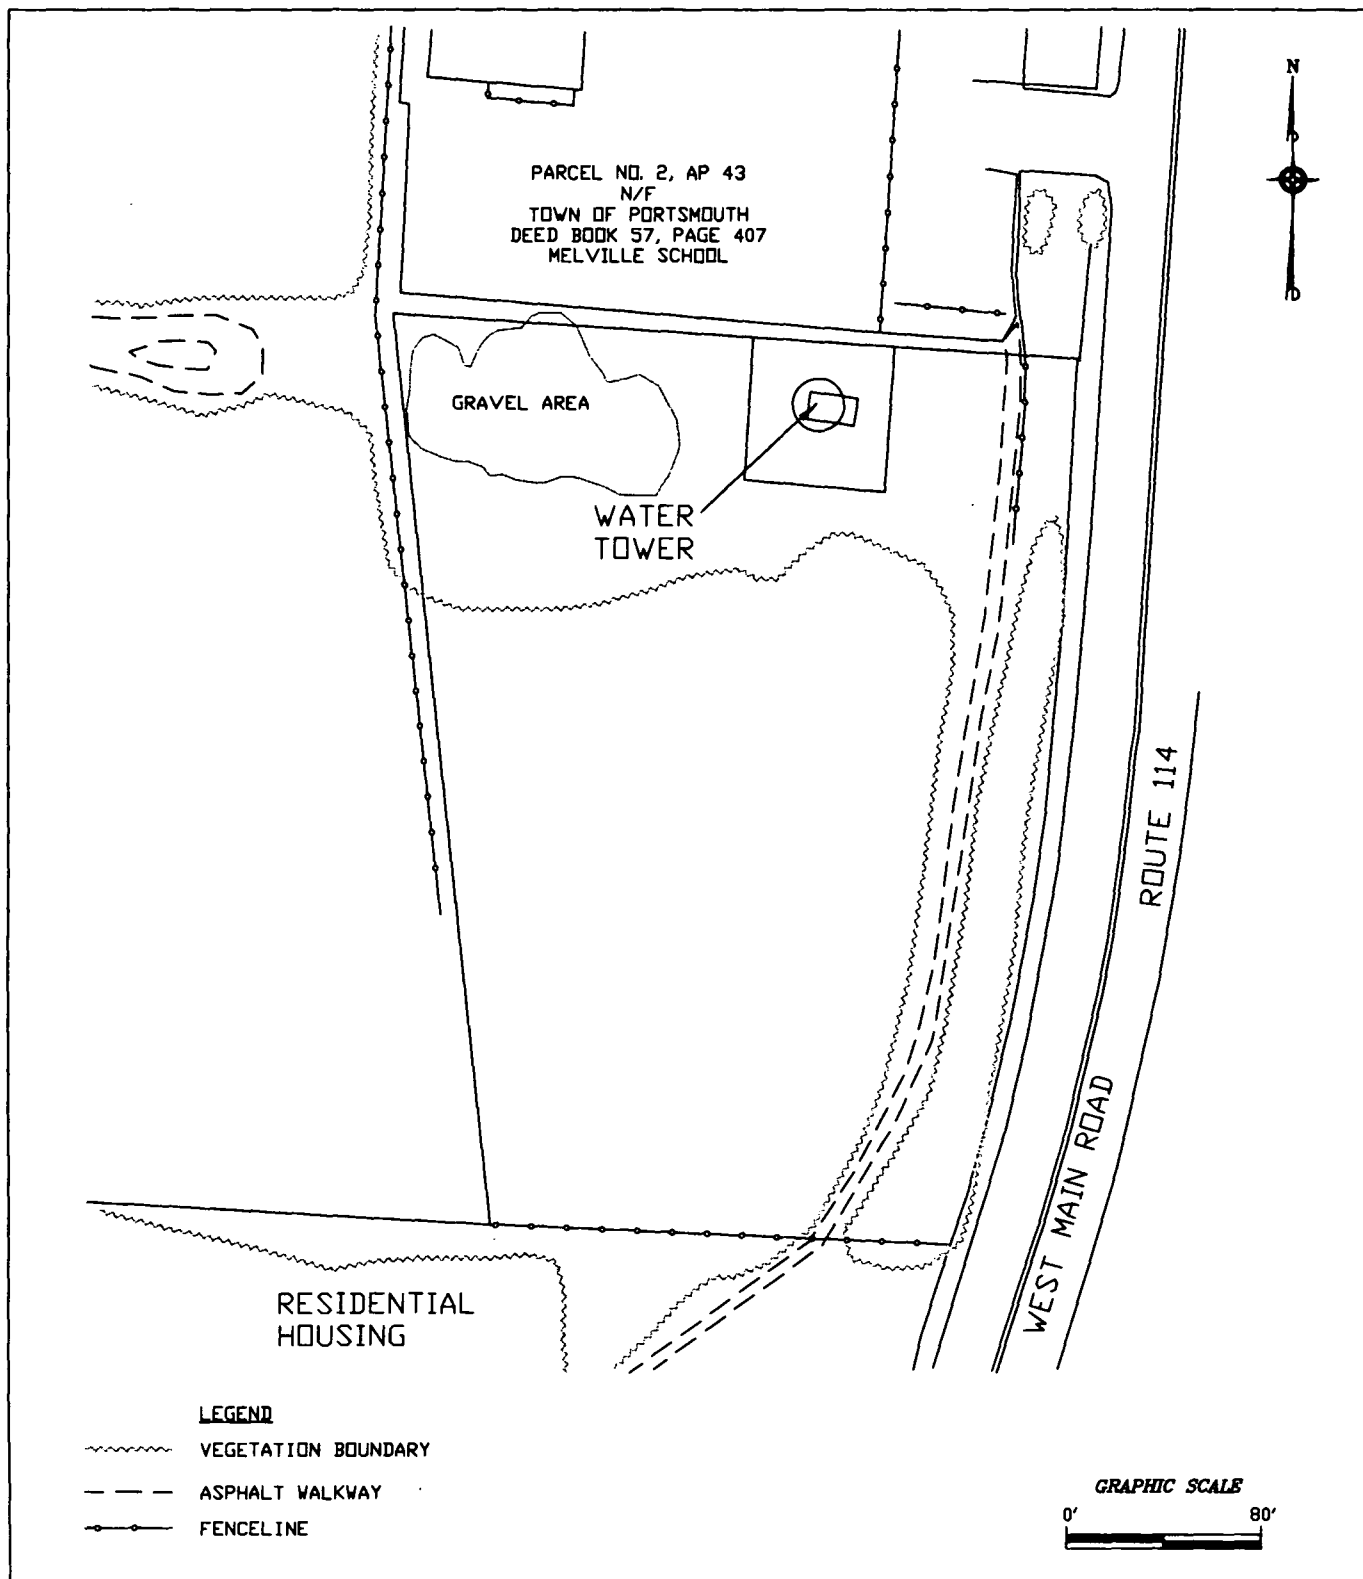 N
PARCEL NO. 2, AP 43
N/F
TOWN OF PORTSMOUTH
DEED BOOK 57, PAGE 407
MELVILLE SCHOOL
GRAVEL AREA
WATER
TOWER
ROUTE 114
WEST MAIN ROAD
RESIDENTIAL
HOUSING
LEGEND
VEGETATION BOUNDARY
ASPHALT WALKWAY
FENCELINE
GRAPHIC SCALE
0' 80'